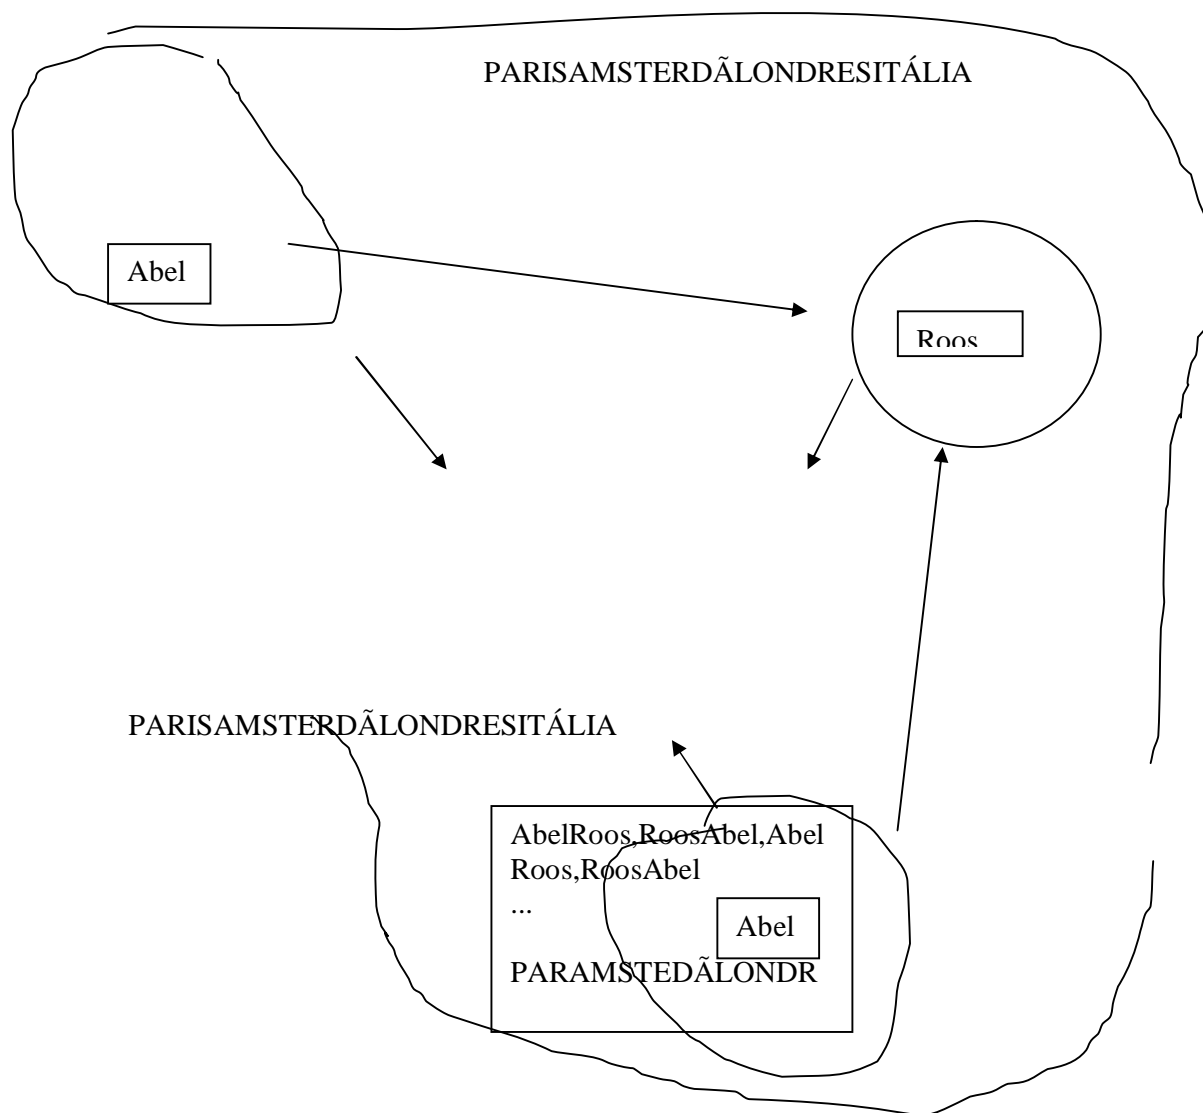 PARISAMSTERDÃLONDRESITÁLIA
Abel
Roos
PARISAMSTERDÃLONDRESITÁLIA
AbelRoos,RoosAbel,Abel
Roos,RoosAbel
...
Abel
PARAMSTEDÃLONDR